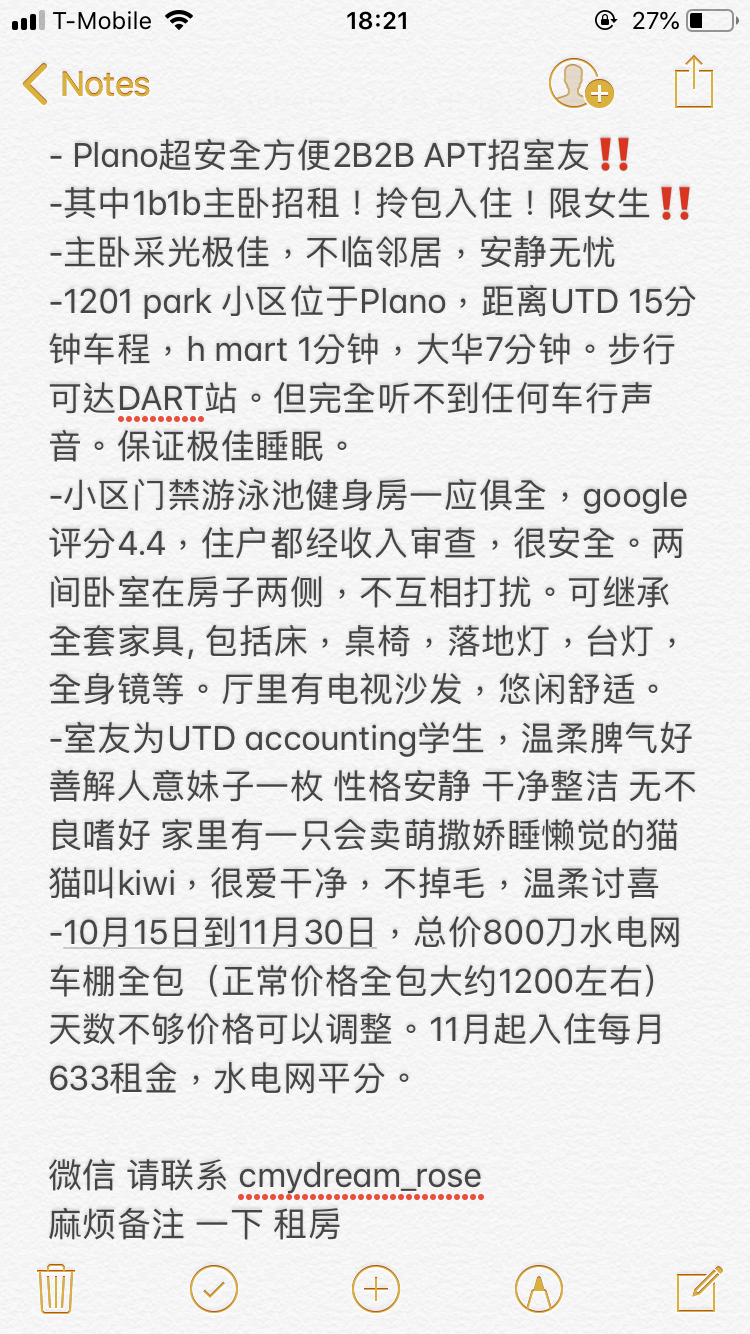 T-Mobile 18:21 27%
Notes
- Plano超安全方便2B2B APT招室友‼️
-其中1b1b主卧招租！拎包入住！限女生‼️
-主卧采光极佳，不临邻居，安静无忧
-1201 park 小区位于Plano，距离UTD 15分
钟车程，h mart 1分钟，大华7分钟。步行
可达DART站。但完全听不到任何车行声
音。保证极佳睡眠。
-小区门禁游泳池健身房一应俱全，google
评分4.4，住户都经收入审查，很安全。两
间卧室在房子两侧，不互相打扰。可继承
全套家具, 包括床，桌椅，落地灯，台灯，
全身镜等。厅里有电视沙发，悠闲舒适。
-室友为UTD accounting学生，温柔脾气好
善解人意妹子一枚 性格安静 干净整洁 无不
良嗜好 家里有一只会卖萌撒娇睡懒觉的猫
猫叫kiwi，很爱干净，不掉毛，温柔讨喜
-10月15日到11月30日，总价800刀水电网
车棚全包（正常价格全包大约1200左右）
天数不够价格可以调整。11月起入住每月
633租金，水电网平分。
微信 请联系 cmydream_rose
麻烦备注 一下 租房